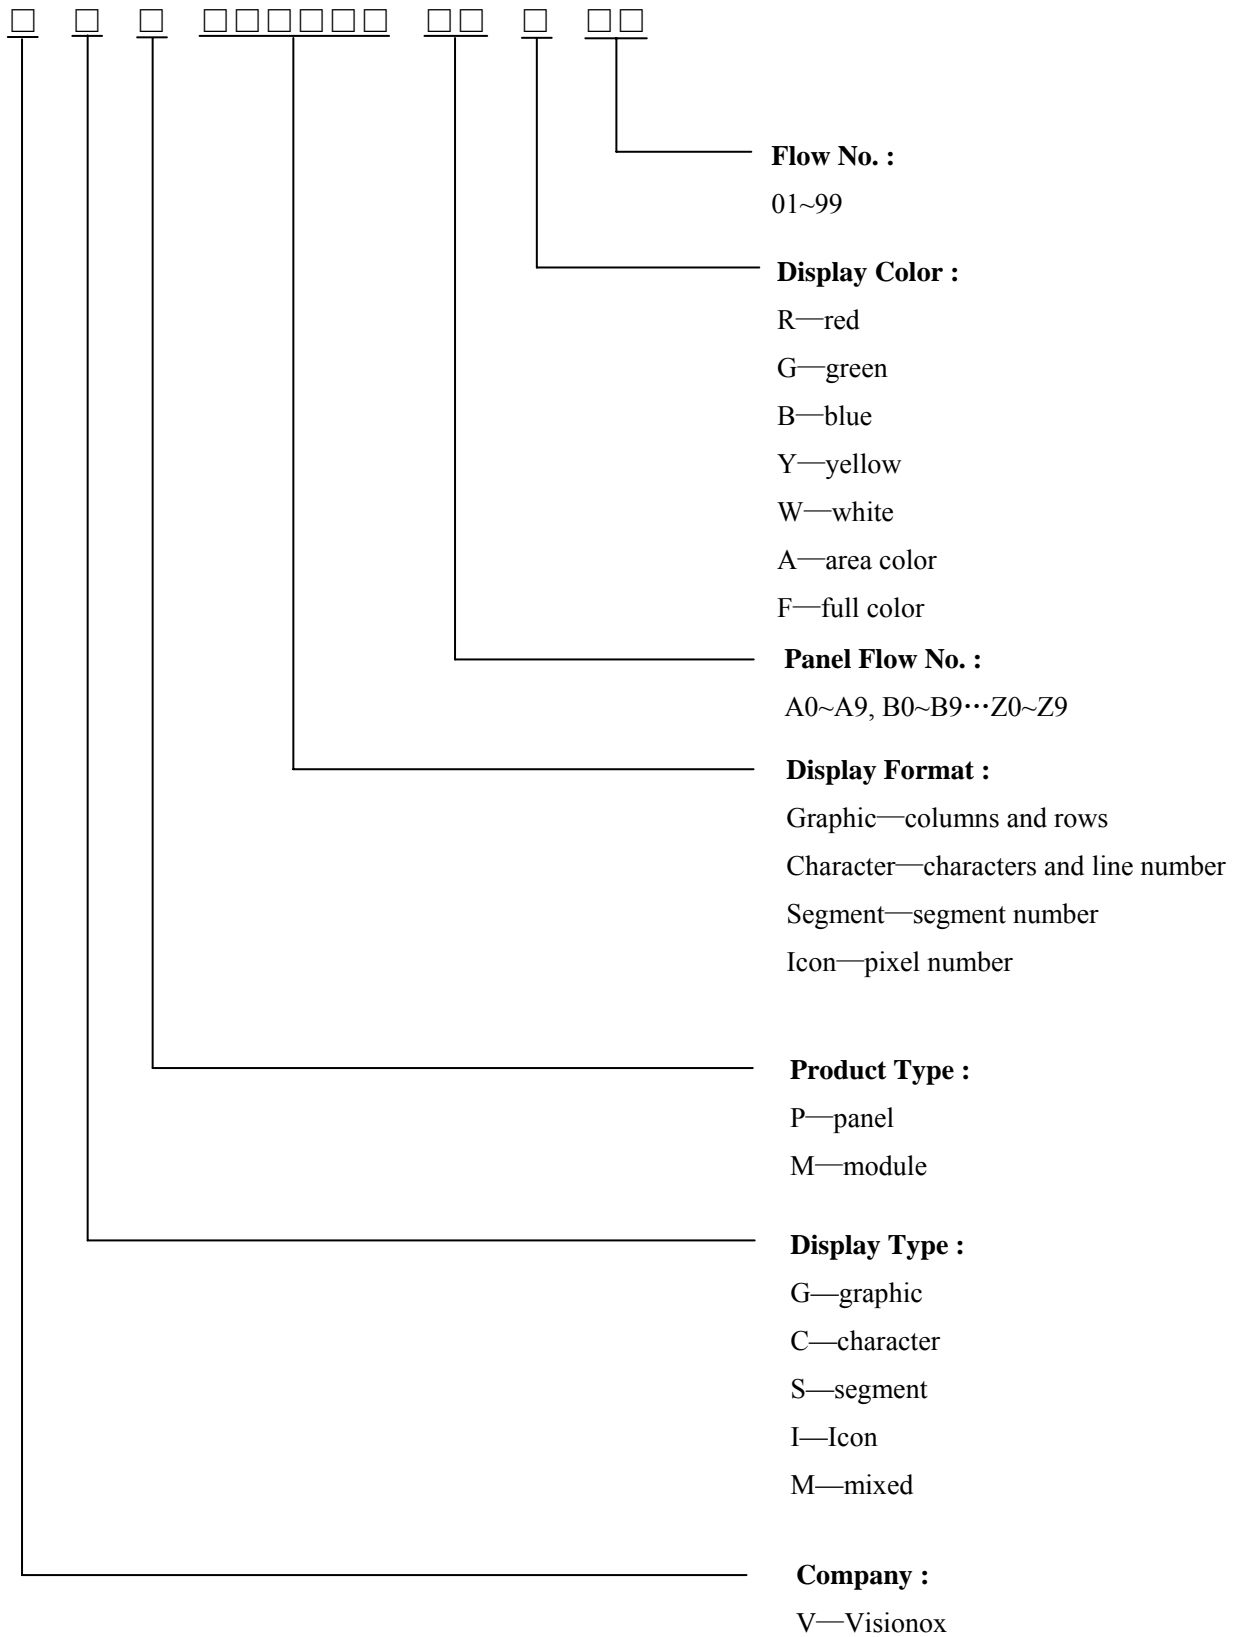 □ □ □ □□□□□□ □□ □ □□
Flow No. :
01~99
Display Color :
R—red
G—green
B—blue
Y—yellow
W—white
A—area color
F—full color
Panel Flow No. :
A0~A9, B0~B9⋯Z0~Z9
Display Format :
Graphic—columns and rows
Character—characters and line number
Segment—segment number
Icon—pixel number
Product Type :
P—panel
M—module
Display Type :
G—graphic
C—character
S—segment
I—Icon
M—mixed
Company :
V—Visionox